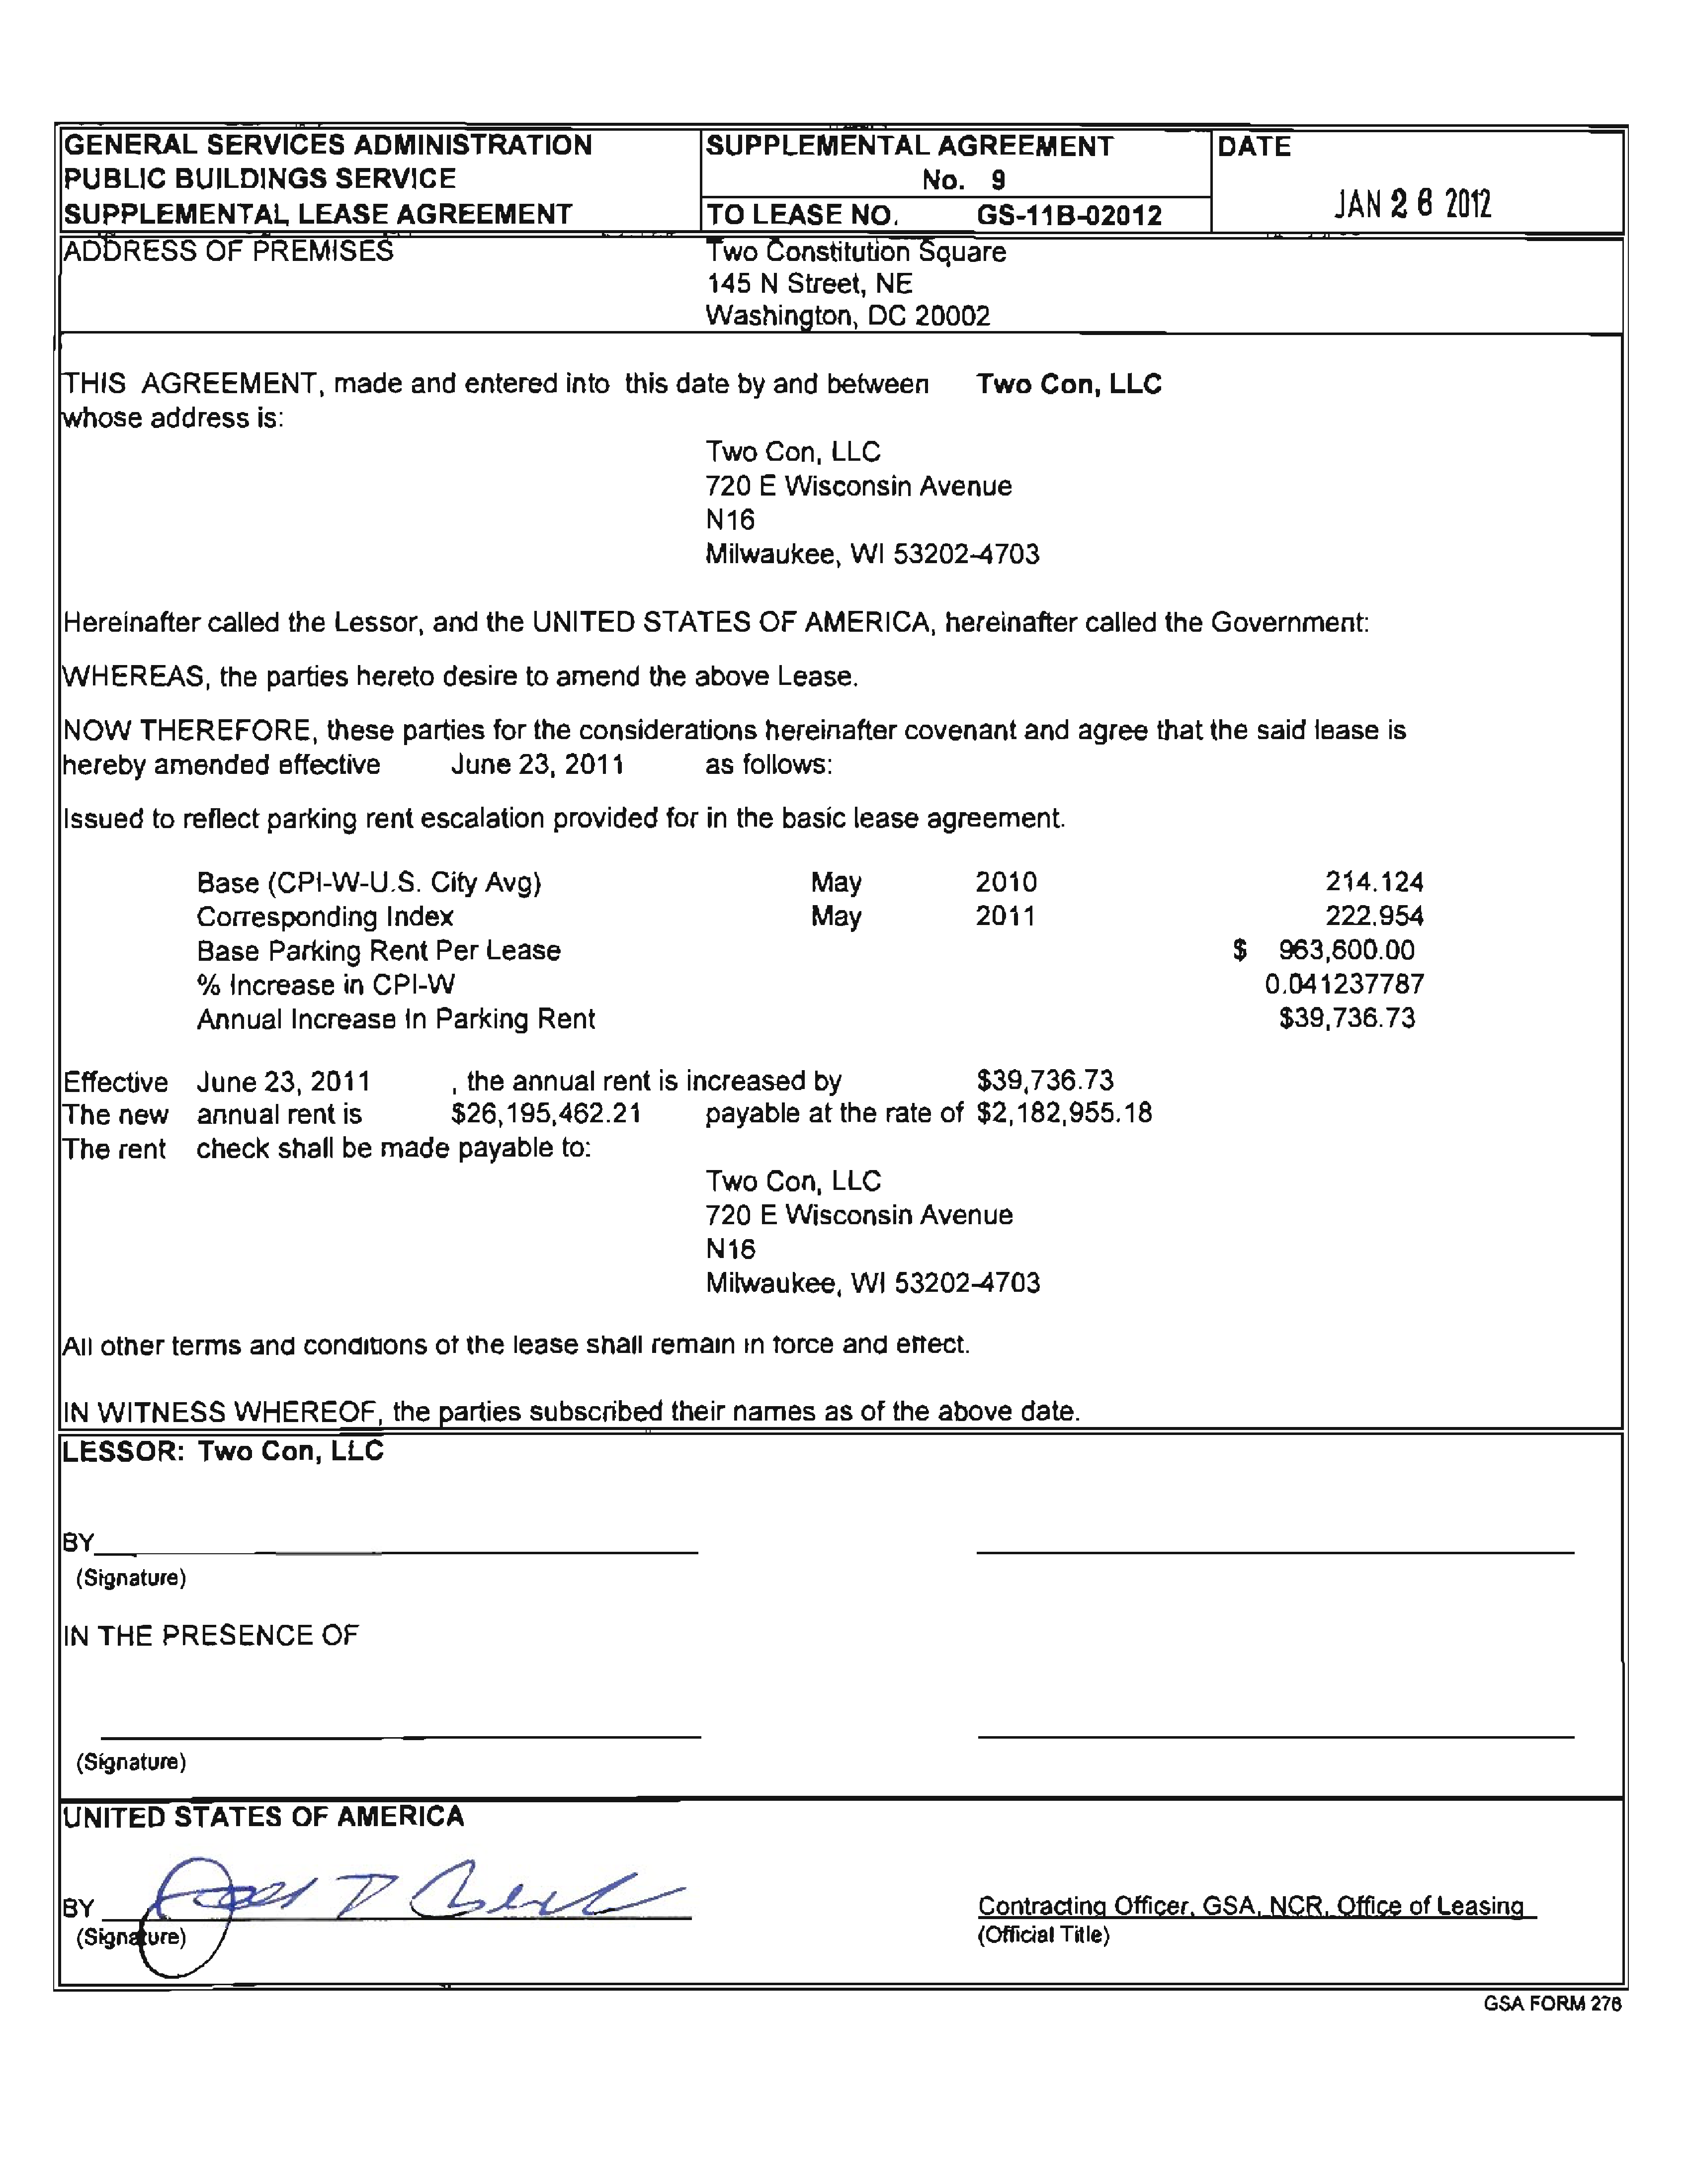 GENERAL SERVICES ADMINISTRATION
PUBLIC BUILDINGS SERVICE
SUPPLEMENTAL LEASE AGREEMENT
SUPPLEMENTAL AGREEMENT
No. 9
TO LEASE NO. GS-11B-02012
DATE
JAN 26 2012
ADDRESS OF PREMISES
Two Constitution Square
145 N Street, NE
Washington, DC 20002
THIS AGREEMENT, made and entered into this date by and between Two Con, LLC
whose address is:
Two Con, LLC
720 E Wisconsin Avenue
N16
Milwaukee, WI 53202-4703
Hereinafter called the Lessor, and the UNITED STATES OF AMERICA, hereinafter called the Government:
WHEREAS, the parties hereto desire to amend the above Lease.
NOW THEREFORE, these parties for the considerations hereinafter covenant and agree that the said lease is
hereby amended effective June 23, 2011 as follows:
Issued to reflect parking rent escalation provided for in the basic lease agreement.
Base (CPI-W-U.S. City Avg) May 2010 214.124
Corresponding Index May 2011 222.954
Base Parking Rent Per Lease $ 963,600.00
% Increase in CPI-W 0.041237787
Annual Increase In Parking Rent $39,736.73
Effective June 23, 2011 , the annual rent is increased by $39,736.73
The new annual rent is $26,195,462.21 payable at the rate of $2,182,955.18
The rent check shall be made payable to:
Two Con, LLC
720 E Wisconsin Avenue
N16
Milwaukee, WI 53202-4703
All other terms and conditions of the lease shall remain in force and effect.
IN WITNESS WHEREOF, the parties subscribed their names as of the above date.
LESSOR: Two Con, LLC
BY
(Signature)
IN THE PRESENCE OF
(Signature)
UNITED STATES OF AMERICA
BY
(Signature)
Contracting Officer, GSA, NCR, Office of Leasing
(Official Title)
GSA FORM 276